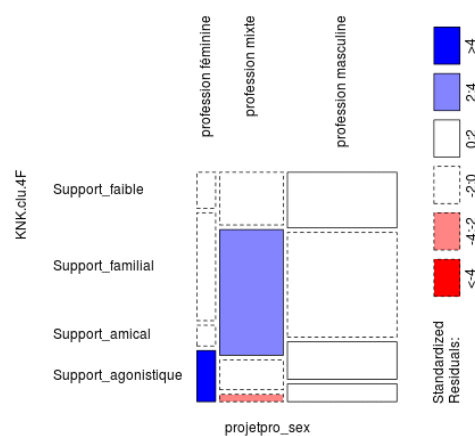 profession féminine
profession mixte
profession masculine
KNK.clu.4F
Support_faible
Support_familial
Support_amical
Support_agonistique
projetpro_sex
Standardized
Residuals:
<-4
-4:-2
-2:0
0:2
2:4
>4